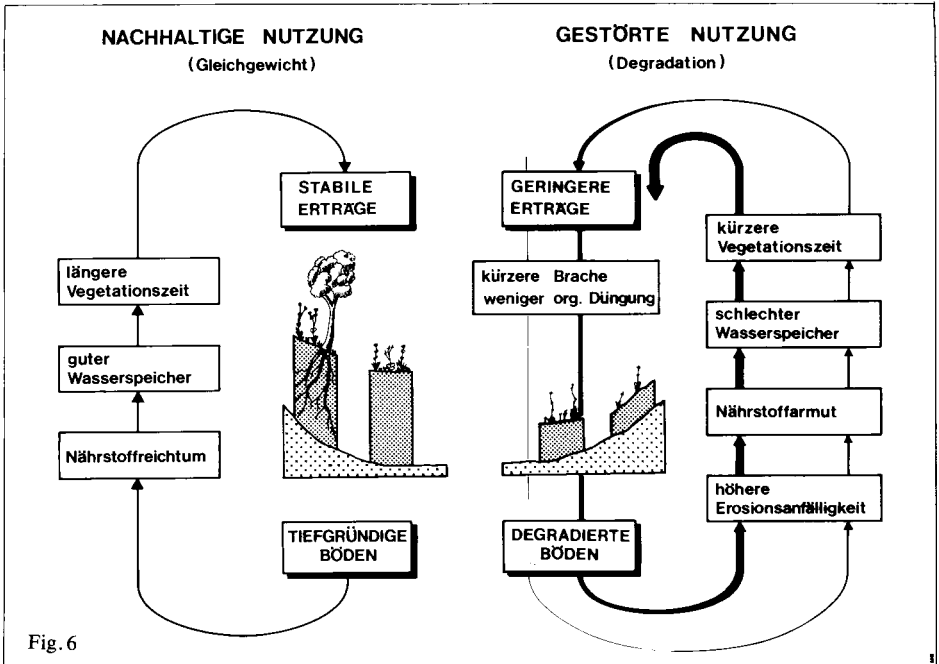 NACHHALTIGE NUTZUNG
(Gleichgewicht)
STABILE
ERTRÄGE
längere
Vegetationszeit
guter
Wasserspeicher
Nährstoffreichtum
TIEFGRÜNDIGE
BÖDEN
GESTÖRTE NUTZUNG
(Degradation)
GERINGERE
ERTRÄGE
kürzere Brache
weniger org. Düngung
kürzere
Vegetationszeit
schlechter
Wasserspeicher
Nährstoffarmut
höhere
Erosionsanfälligkeit
DEGRADIERTE
BÖDEN
Fig. 6